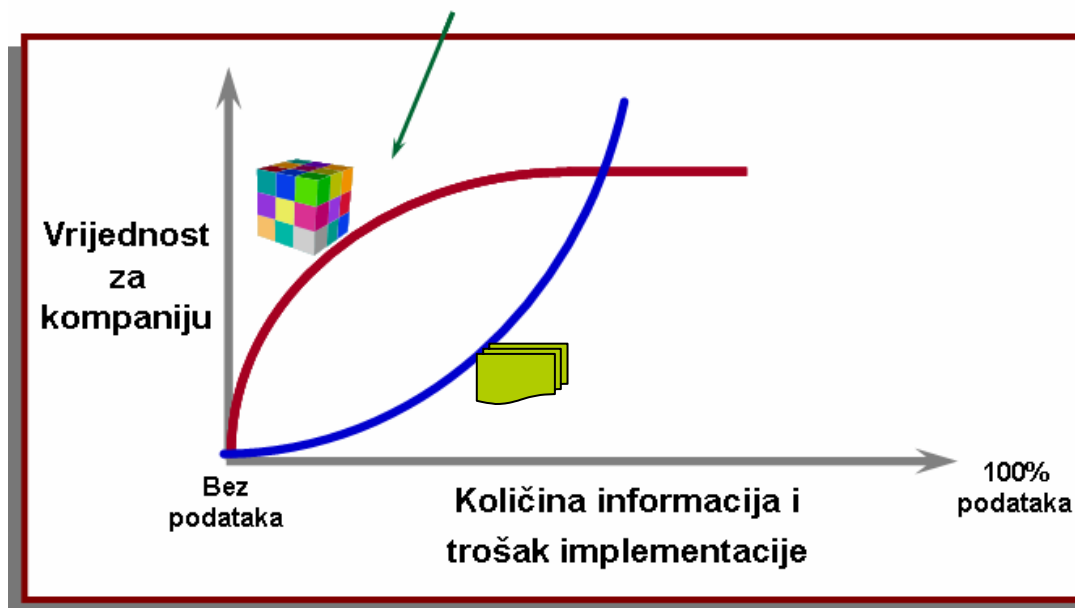 Vrijednost
za
kompaniju
Bez
podataka
Količina informacija i
trošak implementacije
100%
podataka